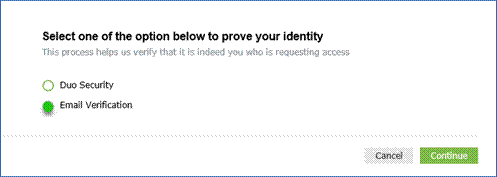 Select one of the option below to prove your identity
This process helps us verify that it is indeed you who is requesting access
Duo Security
Email Verification
Cancel
Continue